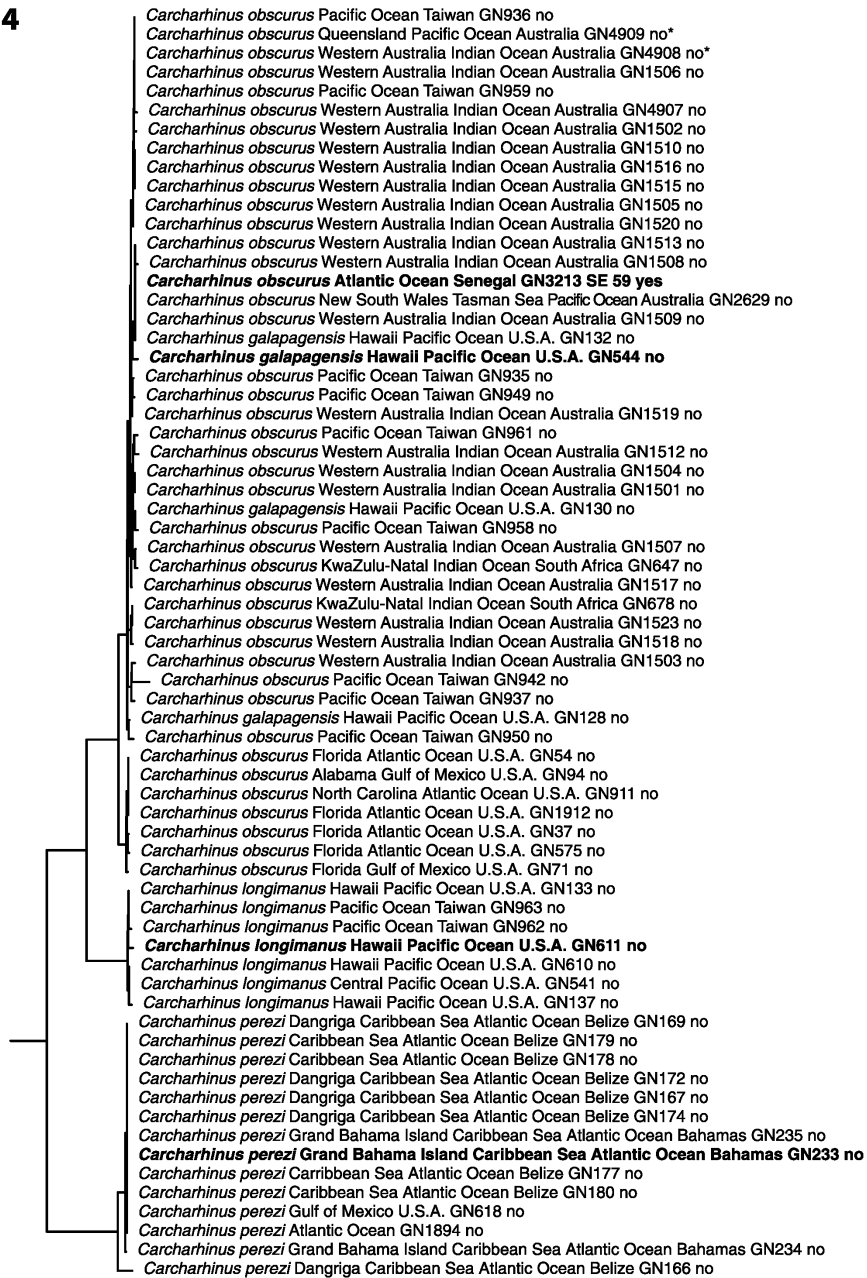 4
Carcharhinus obscurus Pacific Ocean Taiwan GN936 no
Carcharhinus obscurus Queensland Pacific Ocean Australia GN4909 no*
Carcharhinus obscurus Western Australia Indian Ocean Australia GN4908 no*
Carcharhinus obscurus Western Australia Indian Ocean Australia GN1506 no
Carcharhinus obscurus Pacific Ocean Taiwan GN959 no
Carcharhinus obscurus Western Australia Indian Ocean Australia GN4907 no
Carcharhinus obscurus Western Australia Indian Ocean Australia GN1502 no
Carcharhinus obscurus Western Australia Indian Ocean Australia GN1510 no
Carcharhinus obscurus Western Australia Indian Ocean Australia GN1516 no
Carcharhinus obscurus Western Australia Indian Ocean Australia GN1515 no
Carcharhinus obscurus Western Australia Indian Ocean Australia GN1505 no
Carcharhinus obscurus Western Australia Indian Ocean Australia GN1520 no
Carcharhinus obscurus Western Australia Indian Ocean Australia GN1513 no
Carcharhinus obscurus Western Australia Indian Ocean Australia GN1508 no
Carcharhinus obscurus Atlantic Ocean Senegal GN3213 SE 59 yes
Carcharhinus obscurus New South Wales Tasman Sea Pacific Ocean Australia GN2629 no
Carcharhinus obscurus Western Australia Indian Ocean Australia GN1509 no
Carcharhinus galapagensis Hawaii Pacific Ocean U.S.A. GN132 no
Carcharhinus galapagensis Hawaii Pacific Ocean U.S.A. GN544 no
Carcharhinus obscurus Pacific Ocean Taiwan GN935 no
Carcharhinus obscurus Pacific Ocean Taiwan GN949 no
Carcharhinus obscurus Western Australia Indian Ocean Australia GN1519 no
Carcharhinus obscurus Pacific Ocean Taiwan GN961 no
Carcharhinus obscurus Western Australia Indian Ocean Australia GN1512 no
Carcharhinus obscurus Western Australia Indian Ocean Australia GN1504 no
Carcharhinus obscurus Western Australia Indian Ocean Australia GN1501 no
Carcharhinus galapagensis Hawaii Pacific Ocean U.S.A. GN130 no
Carcharhinus obscurus Pacific Ocean Taiwan GN958 no
Carcharhinus obscurus Western Australia Indian Ocean Australia GN1507 no
Carcharhinus obscurus KwaZulu-Natal Indian Ocean South Africa GN647 no
Carcharhinus obscurus Western Australia Indian Ocean Australia GN1517 no
Carcharhinus obscurus KwaZulu-Natal Indian Ocean South Africa GN678 no
Carcharhinus obscurus Western Australia Indian Ocean Australia GN1523 no
Carcharhinus obscurus Western Australia Indian Ocean Australia GN1518 no
Carcharhinus obscurus Western Australia Indian Ocean Australia GN1503 no
Carcharhinus obscurus Pacific Ocean Taiwan GN942 no
Carcharhinus obscurus Pacific Ocean Taiwan GN937 no
Carcharhinus galapagensis Hawaii Pacific Ocean U.S.A. GN128 no
Carcharhinus obscurus Pacific Ocean Taiwan GN950 no
Carcharhinus obscurus Florida Atlantic Ocean U.S.A. GN54 no
Carcharhinus obscurus Alabama Gulf of Mexico U.S.A. GN94 no
Carcharhinus obscurus North Carolina Atlantic Ocean U.S.A. GN911 no
Carcharhinus obscurus Florida Atlantic Ocean U.S.A. GN1912 no
Carcharhinus obscurus Florida Atlantic Ocean U.S.A. GN37 no
Carcharhinus obscurus Florida Atlantic Ocean U.S.A. GN575 no
Carcharhinus obscurus Florida Gulf of Mexico U.S.A. GN71 no
Carcharhinus longimanus Hawaii Pacific Ocean U.S.A. GN133 no
Carcharhinus longimanus Pacific Ocean Taiwan GN963 no
Carcharhinus longimanus Pacific Ocean Taiwan GN962 no
Carcharhinus longimanus Hawaii Pacific Ocean U.S.A. GN611 no
Carcharhinus longimanus Hawaii Pacific Ocean U.S.A. GN610 no
Carcharhinus longimanus Central Pacific Ocean U.S.A. GN541 no
Carcharhinus longimanus Hawaii Pacific Ocean U.S.A. GN137 no
Carcharhinus perezi Dangriga Caribbean Sea Atlantic Ocean Belize GN169 no
Carcharhinus perezi Caribbean Sea Atlantic Ocean Belize GN179 no
Carcharhinus perezi Caribbean Sea Atlantic Ocean Belize GN178 no
Carcharhinus perezi Dangriga Caribbean Sea Atlantic Ocean Belize GN172 no
Carcharhinus perezi Dangriga Caribbean Sea Atlantic Ocean Belize GN167 no
Carcharhinus perezi Dangriga Caribbean Sea Atlantic Ocean Belize GN174 no
Carcharhinus perezi Grand Bahama Island Caribbean Sea Atlantic Ocean Bahamas GN235 no
Carcharhinus perezi Grand Bahama Island Caribbean Sea Atlantic Ocean Bahamas GN233 no
Carcharhinus perezi Carribbean Sea Atlantic Ocean Belize GN177 no
Carcharhinus perezi Caribbean Sea Atlantic Ocean Belize GN180 no
Carcharhinus perezi Gulf of Mexico U.S.A. GN618 no
Carcharhinus perezi Atlantic Ocean GN1894 no
Carcharhinus perezi Grand Bahama Island Caribbean Sea Atlantic Ocean Bahamas GN234 no
Carcharhinus perezi Dangriga Caribbean Sea Atlantic Ocean Belize GN166 no